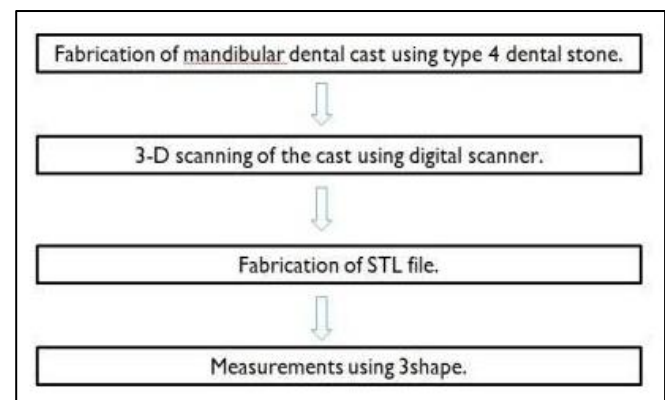 Fabrication of mandibular dental cast using type 4 dental stone.
3-D scanning of the cast using digital scanner.
Fabrication of STL file.
Measurements using 3shape.